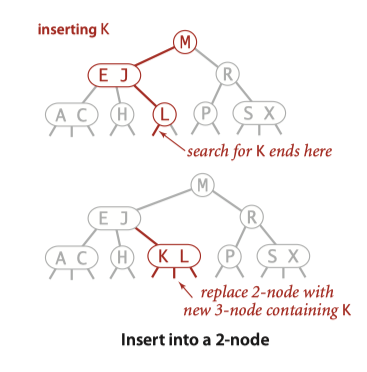 inserting K
M
E J
R
A C
H
L
P
S X
search for K ends here
M
E J
R
A C
H
K L
P
S X
replace 2-node with
new 3-node containing K
Insert into a 2-node